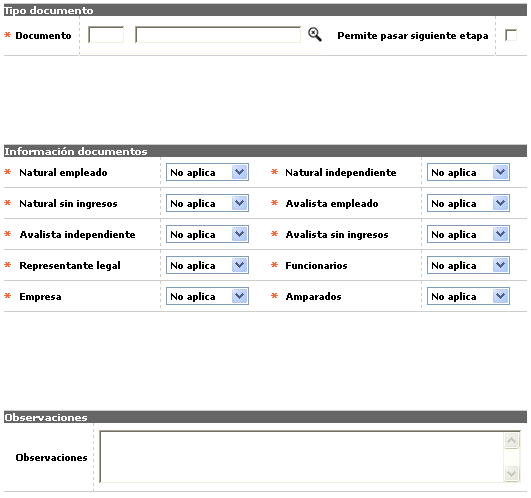 Tipo documento
* Documento Permite pasar siguiente etapa
Información documentos
* Natural empleado No aplica * Natural independiente No aplica
* Natural sin ingresos No aplica * Avalista empleado No aplica
* Avalista independiente No aplica * Avalista sin ingresos No aplica
* Representante legal No aplica * Funcionarios No aplica
* Empresa No aplica * Amparados No aplica
Observaciones
Observaciones